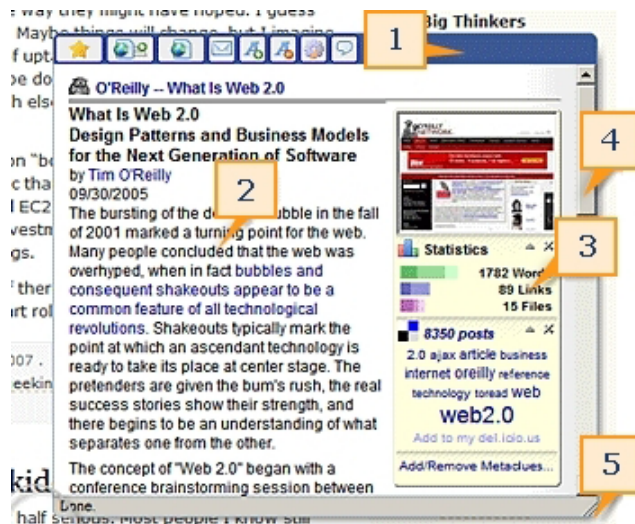 way they might have hoped. I guess
Big Thinkers
1
O'Reilly -- What Is Web 2.0
What Is Web 2.0
Design Patterns and Business Models
for the Next Generation of Software
by Tim O'Reilly
09/30/2005
The bursting of the bubble in the fall
of 2001 marked a turning point for the web.
Many people concluded that the web was
overhyped, when in fact bubbles and
consequent shakeouts appear to be a
common feature of all technological
revolutions. Shakeouts typically mark the
point at which an ascendant technology is
ready to take its place at center stage. The
pretenders are given the bum's rush, the real
success stories show their strength, and
there begins to be an understanding of what
separates one from the other.
The concept of "Web 2.0" began with a
conference brainstorming session between
2
4
Statistics
3
1782 Word
89 Links
15 Files
8350 posts
2.0 ajax article business
internet oreilly reference
technology toread web
web2.0
Add to my del.icio.us
Add/Remove Metaclues...
5
Done.
kid
half serious. Most people I know still